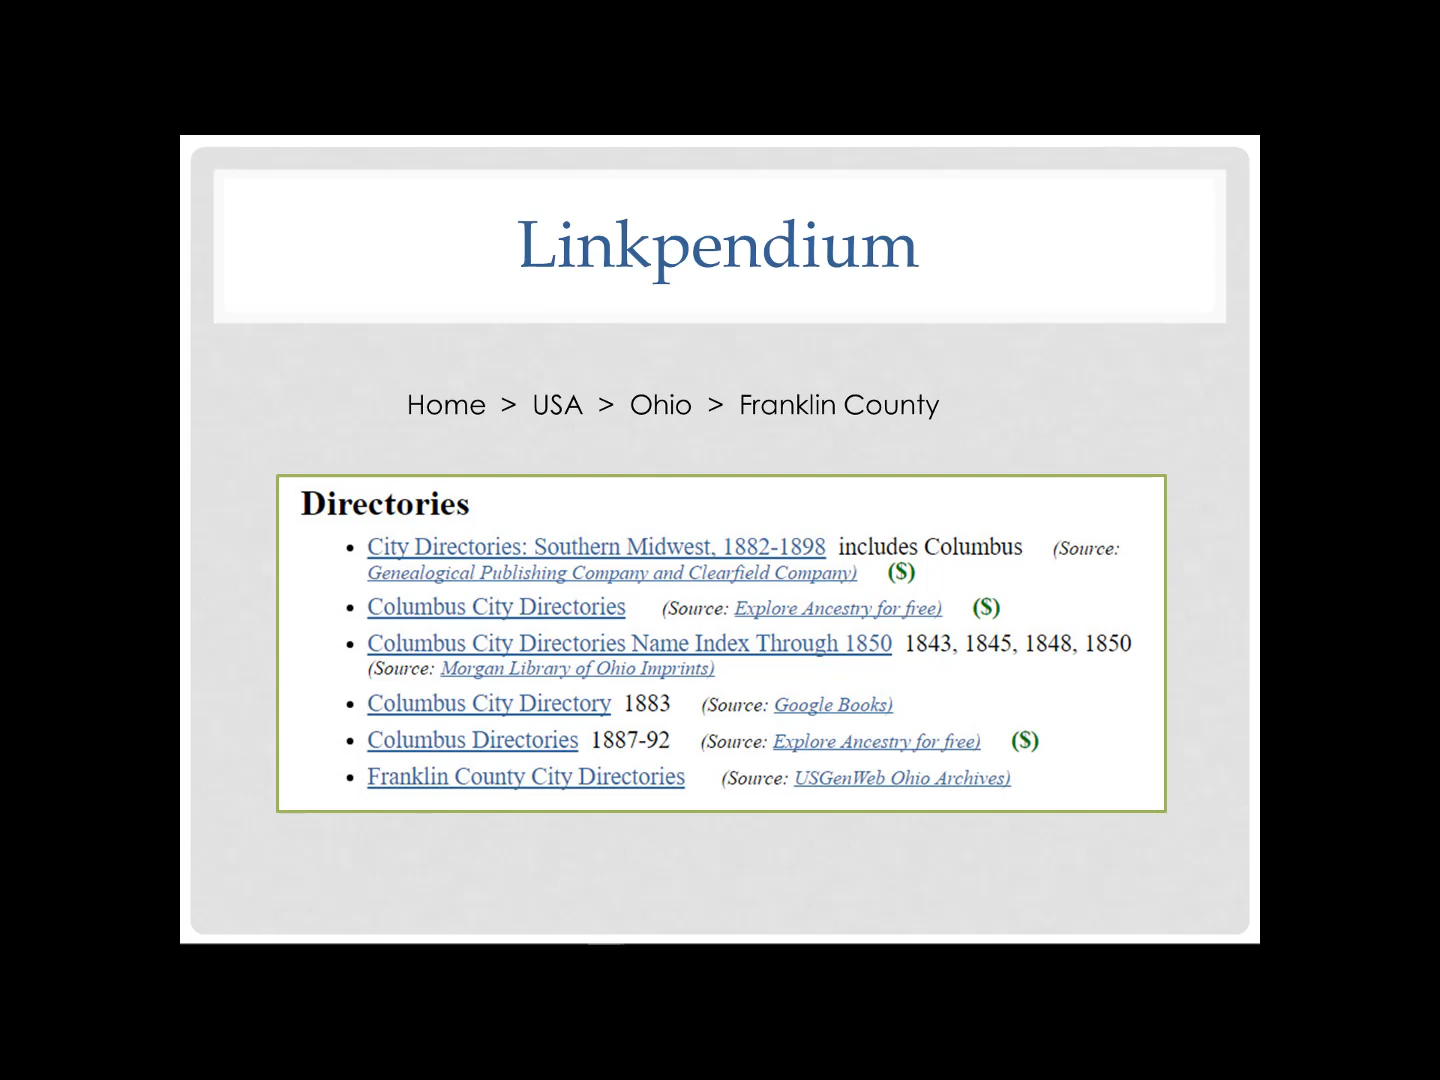 Linkpendium
Home > USA > Ohio > Franklin County
Directories
• City Directories: Southern Midwest, 1882-1898 includes Columbus (Source:
Genealogical Publishing Company and Clearfield Company) ($)
• Columbus City Directories (Source: Explore Ancestry for free) ($)
• Columbus City Directories Name Index Through 1850 1843, 1845, 1848, 1850
(Source: Morgan Library of Ohio Imprints)
• Columbus City Directory 1883 (Source: Google Books)
• Columbus Directories 1887-92 (Source: Explore Ancestry for free) ($)
• Franklin County City Directories (Source: USGenWeb Ohio Archives)